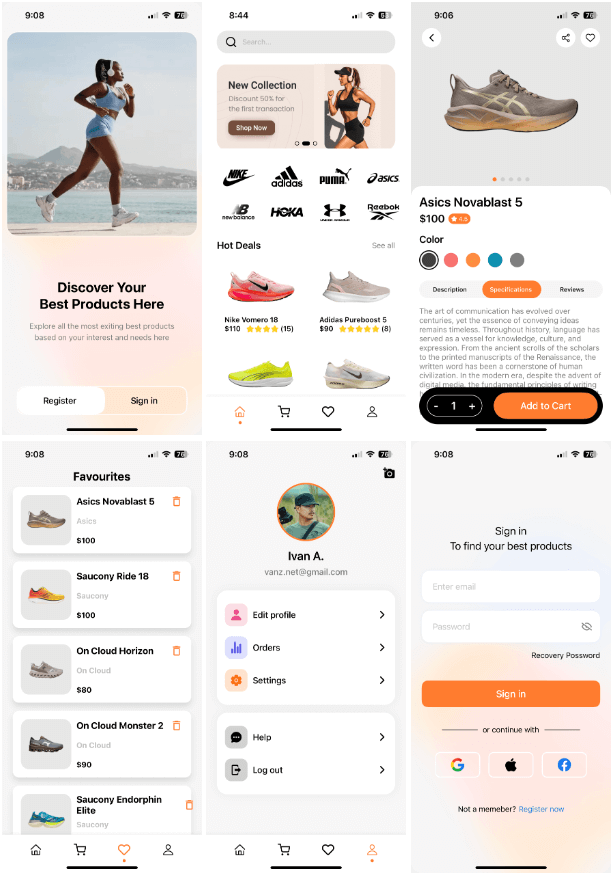 9:08
76
Discover Your
Best Products Here
Explore all the most exiting best products
based on your interest and needs here
Register
Sign in
8:44
Search...
New Collection
Discount 50% for
the first transaction
Shop Now
NIKE
adidas
PUMA
asics
new balance
HOKA
UNDER ARMOUR
Reebok
Hot Deals
See all
Nike Vomero 18
$110
(15)
Adidas Pureboost 5
$90
(8)
9:06
76
Asics Novablast 5
$100
4.6
Color
Description
Specifications
Reviews
The art of communication has evolved over
centuries, yet the essence of conveying ideas
remains timeless. Throughout history, language has
served as a vessel for knowledge, culture, and
expression. From the ancient scrolls of the scholars
to the printed manuscripts of the Renaissance, the
written word has been a cornerstone of human
civilization. In the modern era, despite the advent of
digital media, the fundamental principles of writing
- 1 +
Add to Cart
9:08
76
Favourites
Asics Novablast 5
Asics
$100
Saucony Ride 18
Saucony
$100
On Cloud Horizon
On Cloud
$80
On Cloud Monster 2
On Cloud
$90
Saucony Endorphin
Elite
Saucony
9:08
76
Ivan A.
vanz.net@gmail.com
Edit profile
Orders
Settings
Help
Log out
9:08
76
Sign in
To find your best products
Enter email
Password
Recovery Possword
Sign in
or continue with
Not a memeber? Register now